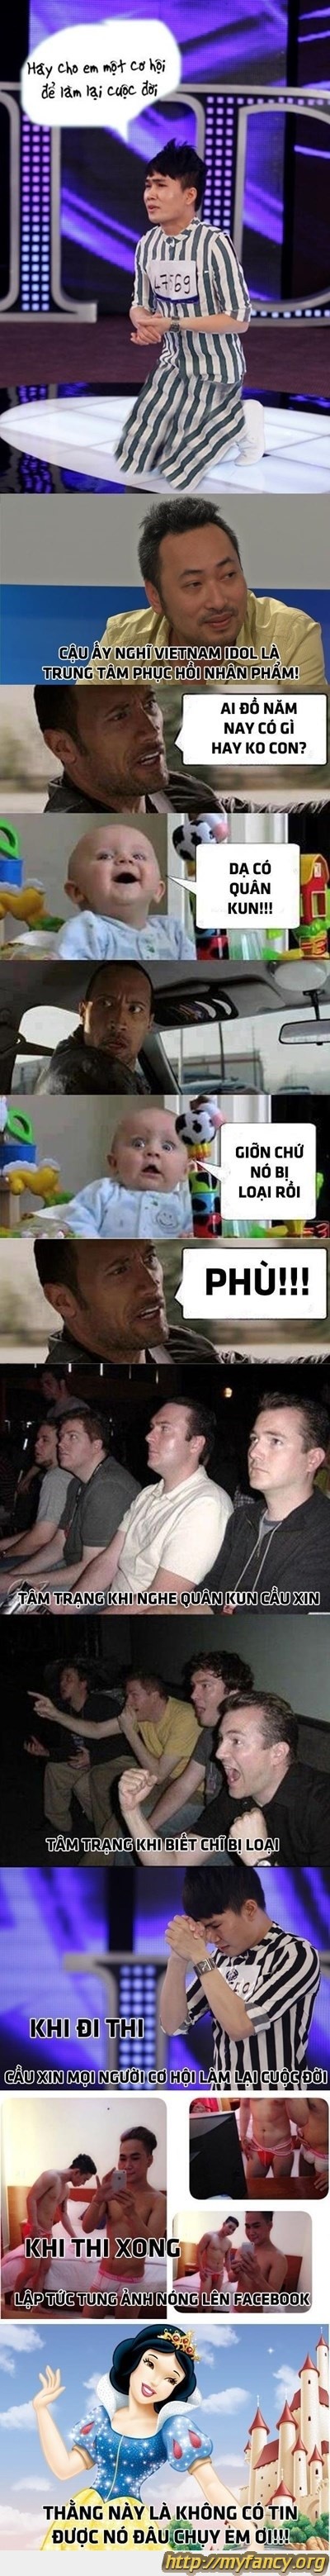 Hãy cho em một cơ hội
để làm lại cuộc đời
CẬU ẤY NGHĨ VIETNAM IDOL LÀ
TRUNG TÂM PHỤC HỒI NHÂN PHẨM!
AI ĐỒ NĂM
NAY CÓ GÌ
HAY KO CON?
DẠ CÓ
QUÂN
KUN!!!
GIỠN CHỨ
NÓ BỊ
LOẠI RỒI
PHÙ!!!
TÂM TRẠNG KHI NGHE QUÂN KUN CẦU XIN
TÂM TRẠNG KHI BIẾT CHĨ BỊ LOẠI
KHI ĐI THI
CẦU XIN MỌI NGƯỜI CƠ HỘI LÀM LẠI CUỘC ĐỜI
KHI THI XONG
LẬP TỨC TUNG ẢNH NÓNG LÊN FACEBOOK
THẰNG NÀY LÀ KHÔNG CÓ TIN
ĐƯỢC NÓ ĐÂU CHỤY EM ƠI!!!
http://myfancy.org